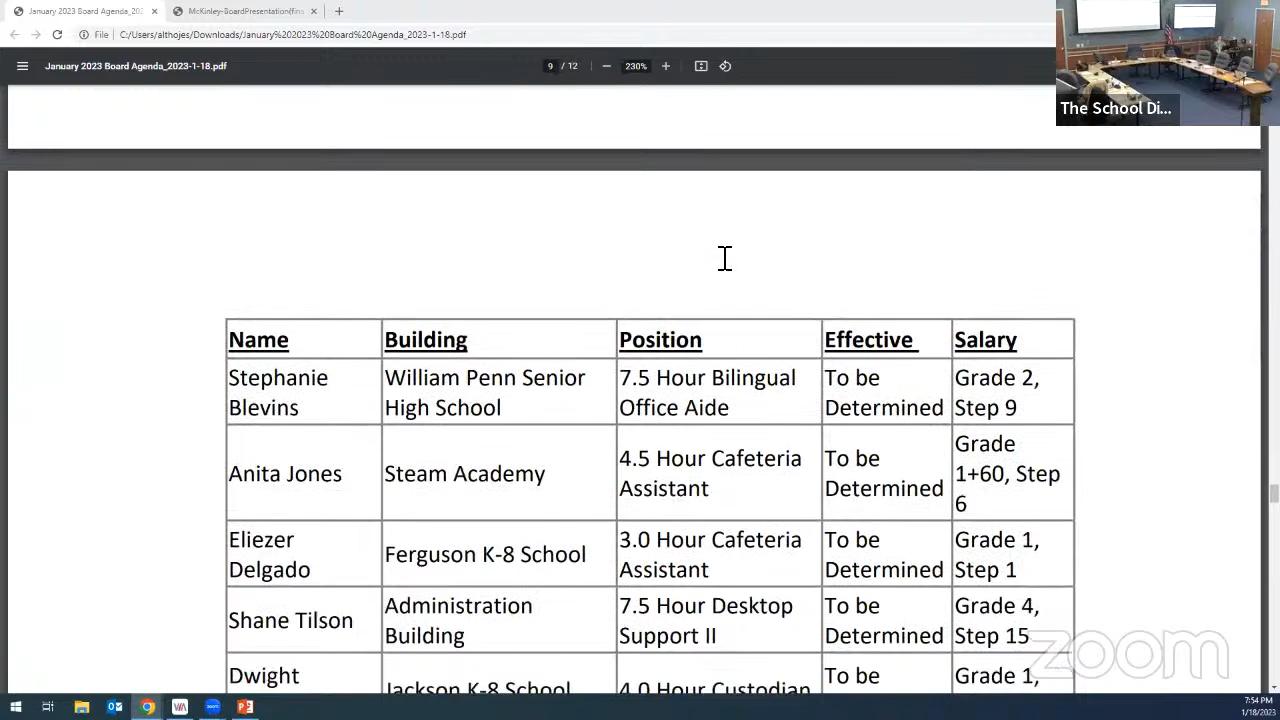 January 2023 Board Agenda_202
McKinley-BoardPresentation(fina
File C:/Users/althojes/Downloads/January%202023%20Board%20Agenda_2023-1-18.pdf
January 2023 Board Agenda_2023-1-18.pdf
9 / 12
230%
The School Di...
Name Building Position Effective Salary
Stephanie William Penn Senior 7.5 Hour Bilingual To be Grade 2,
Blevins High School Office Aide Determined Step 9
Grade
Anita Jones Steam Academy 4.5 Hour Cafeteria To be 1+60, Step
Assistant Determined 6
Eliezer Ferguson K-8 School 3.0 Hour Cafeteria To be Grade 1,
Delgado Assistant Determined Step 1
Shane Tilson Administration 7.5 Hour Desktop To be Grade 4,
Building Support II Determined Step 15
Dwight Jackson K-8 School 4.0 Hour Custodian To be Grade 1,
zoom
7:54 PM
1/18/2023